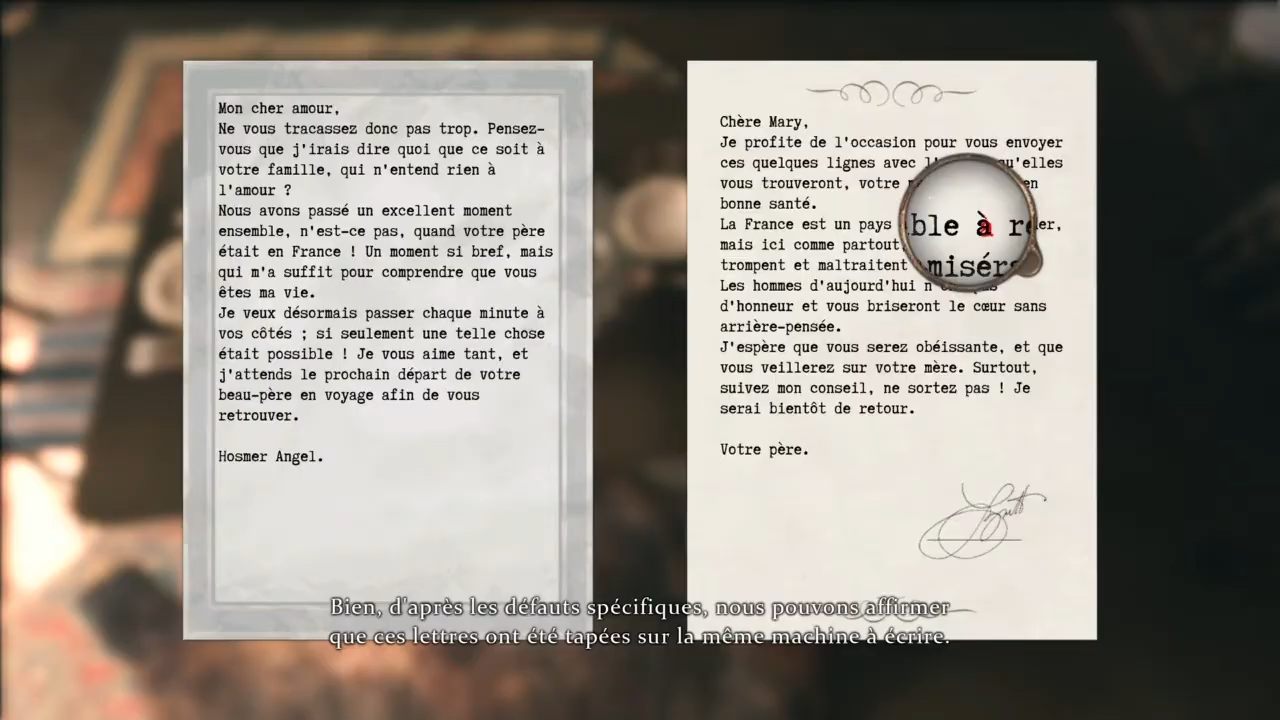 Mon cher amour,
Ne vous tracassez donc pas trop. Pensez-
vous que j'irais dire quoi que ce soit à
votre famille, qui n'entend rien à
l'amour ?
Nous avons passé un excellent moment
ensemble, n'est-ce pas, quand votre père
était en France ! Un moment si bref, mais
qui m'a suffit pour comprendre que vous
êtes ma vie.
Je veux désormais passer chaque minute à
vos côtés ; si seulement une telle chose
était possible ! Je vous aime tant, et
j'attends le prochain départ de votre
beau-père en voyage afin de vous
retrouver.
Hosmer Angel.
Chère Mary,
Je profite de l'occasion pour vous envoyer
ces quelques lignes avec qu'elles
vous trouveront, votre en
bonne santé.
La France est un pays
mais ici comme partout
trompent et maltraitent
Les hommes d'aujourd'hui
d'honneur et vous briseront le cœur sans
arrière-pensée.
J'espère que vous serez obéissante, et que
vous veillerez sur votre mère. Surtout,
suivez mon conseil, ne sortez pas ! Je
serai bientôt de retour.
Votre père.
ble à re
misér
Bien, d'après les défauts spécifiques, nous pouvons affirmer
que ces lettres ont été tapées sur la même machine à écrire.